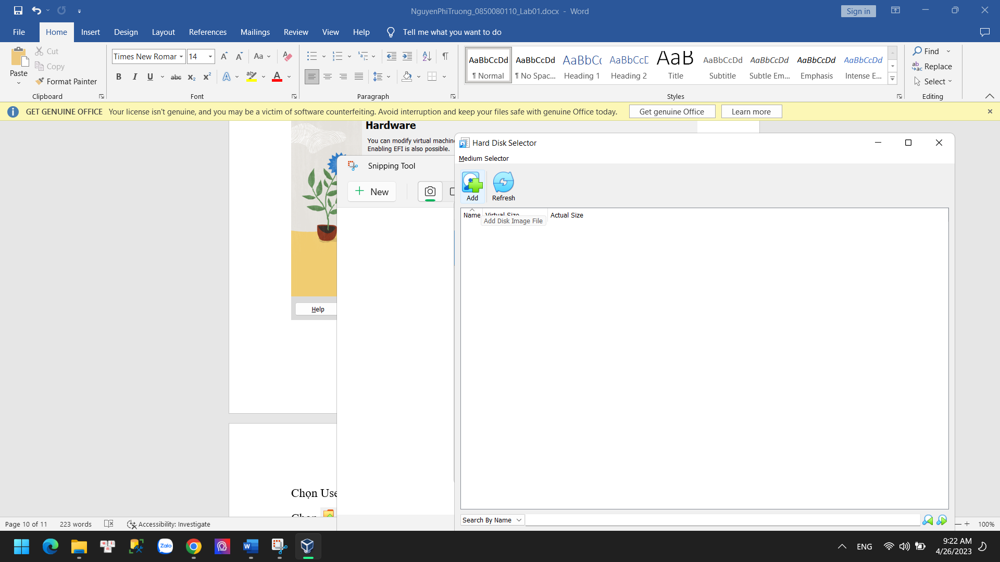 NguyenPhiTruong_0850080110_Lab01.docx - Word
Sign in
File Home Insert Design Layout References Mailings Review View Help Tell me what you want to do
Paste
Cut
Copy
Format Painter
Clipboard
Times New Romar 14
Font
Paragraph
AaBbCcDd
¶ Normal
AaBbCcDd
¶ No Spac...
AaBbCc
Heading 1
AaBbCcD
Heading 2
AaB
Title
AaBbCcDd
Subtitle
AaBbCcDd
Subtle Em...
AaBbCcDd
Emphasis
AaBbCcDd
Intense E...
Styles
Find
Replace
Select
Editing
GET GENUINE OFFICE Your license isn't genuine, and you may be a victim of software counterfeiting. Avoid interruption and keep your files safe with genuine Office today.
Get genuine Office
Learn more
Hardware
You can modify virtual machine
Enabling EFI is also possible.
Help
Snipping Tool
New
Hard Disk Selector
Medium Selector
Add
Refresh
Name Virtual Size Actual Size
Add Disk Image File
Search By Name
Chọn Use
Chọn
Page 10 of 11 223 words Accessibility: Investigate
100%
Zalo
ENG
9:22 AM
4/26/2023